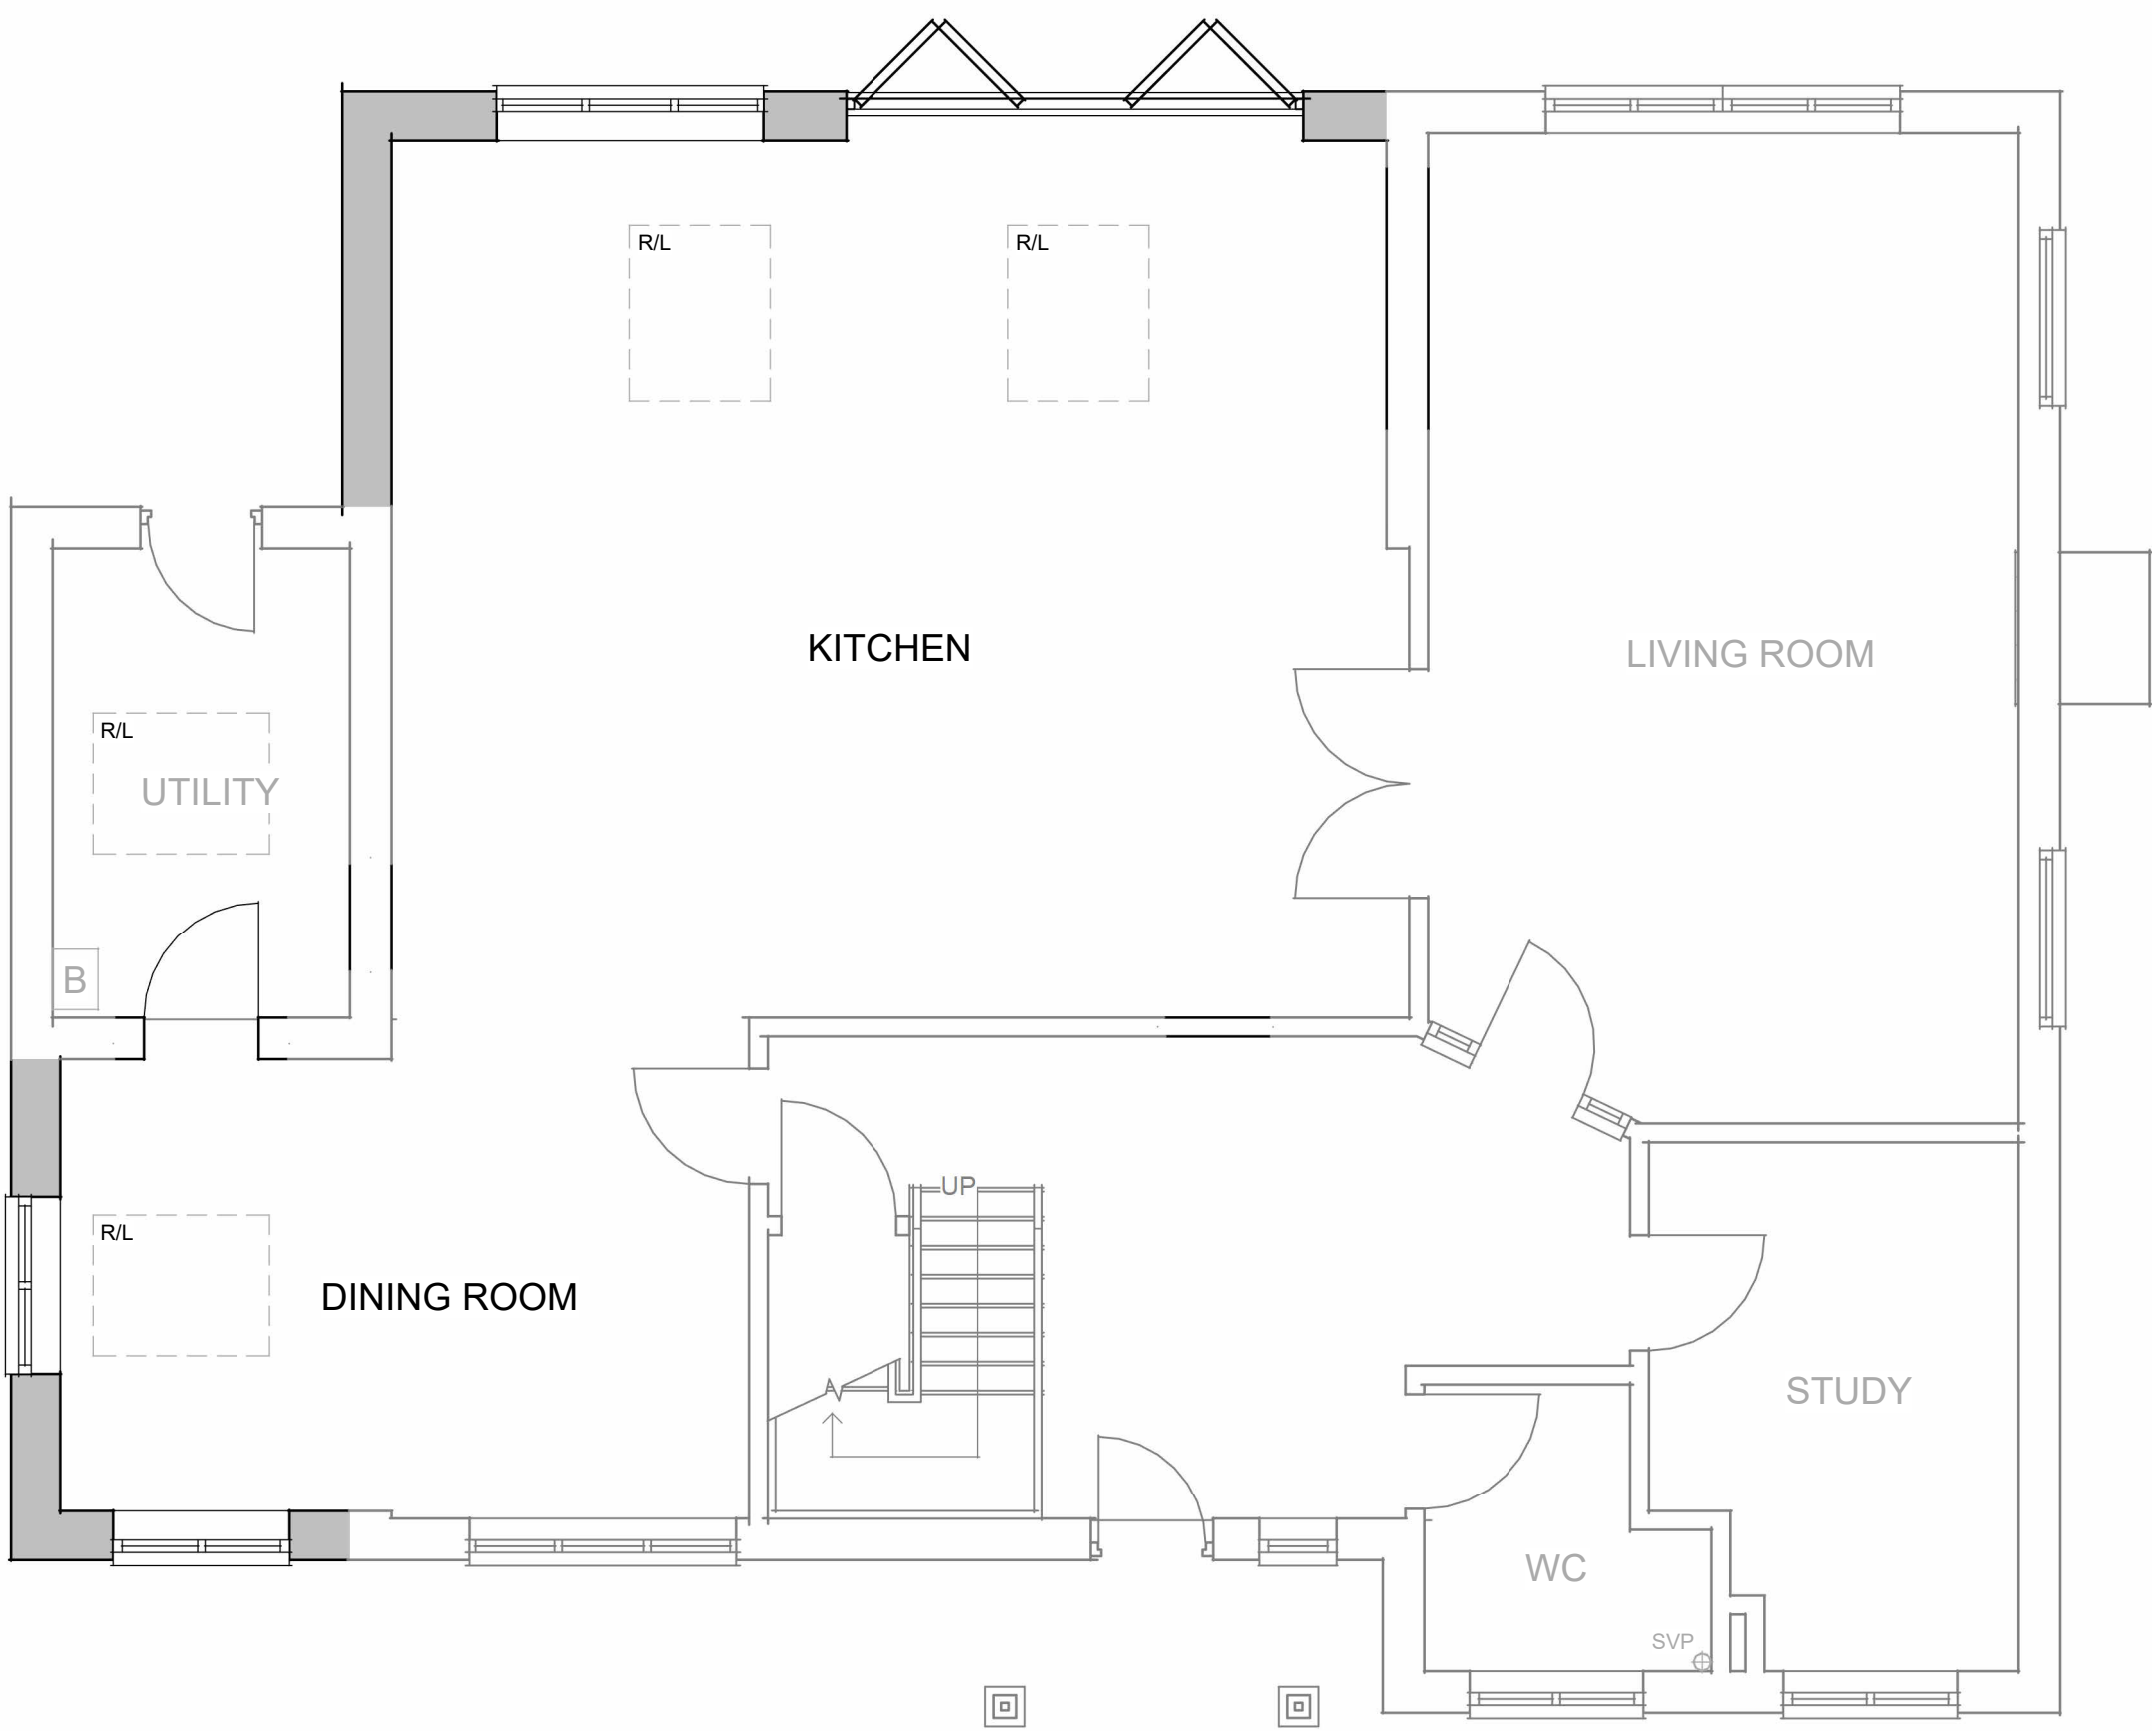 R/L
R/L
KITCHEN
LIVING ROOM
R/L
UTILITY
B
UP
R/L
DINING ROOM
STUDY
WC
SVP